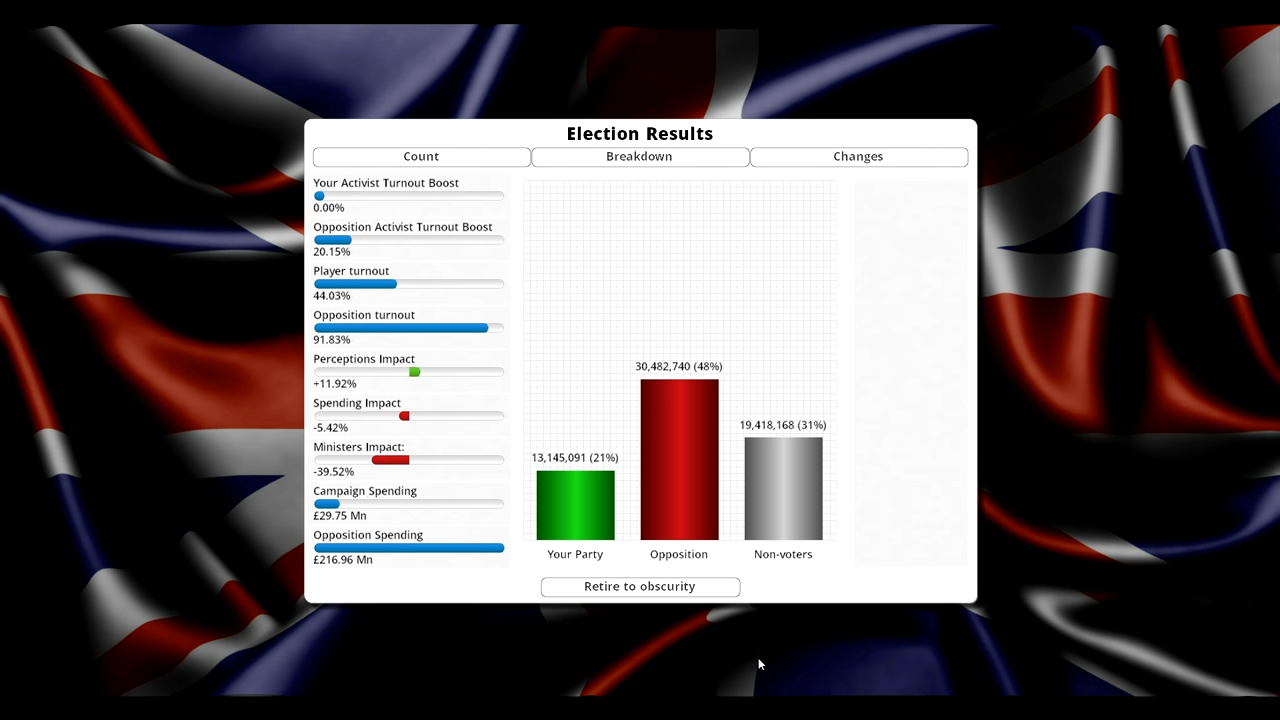 Election Results
Count
Breakdown
Changes
Your Activist Turnout Boost
0.00%
Opposition Activist Turnout Boost
20.15%
Player turnout
44.03%
Opposition turnout
91.83%
Perceptions Impact
+11.92%
Spending Impact
-5.42%
Ministers Impact:
-39.52%
Campaign Spending
£29.75 Mn
Opposition Spending
£216.96 Mn
30,482,740 (48%)
19,418,168 (31%)
13,145,091 (21%)
Your Party
Opposition
Non-voters
Retire to obscurity